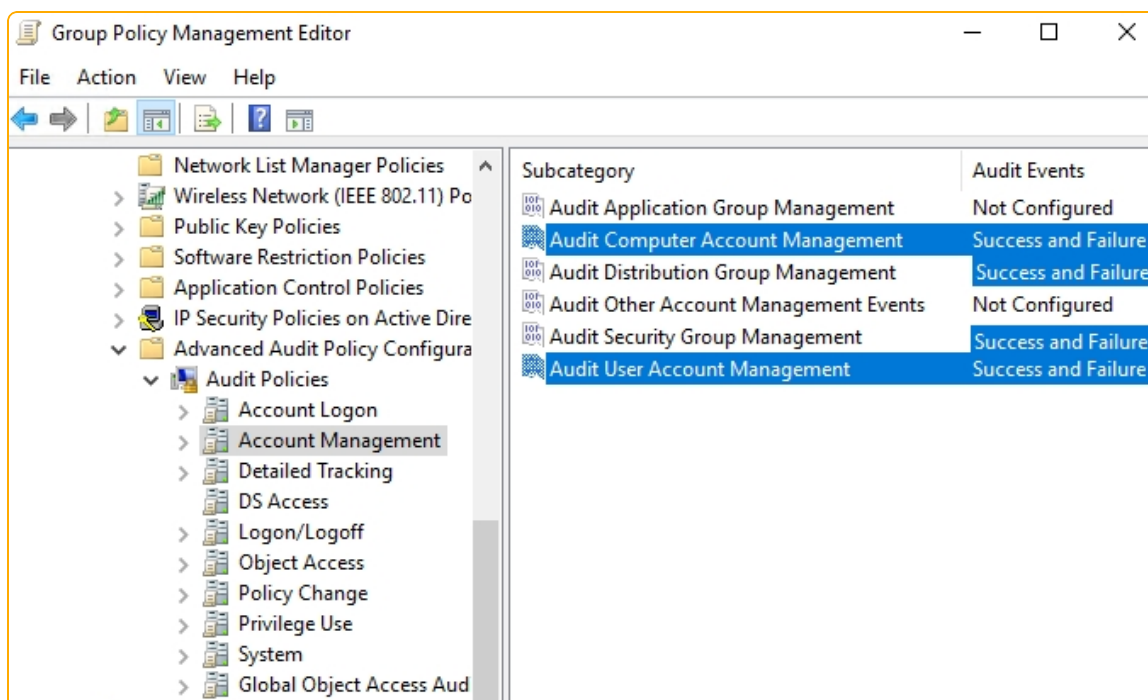 Group Policy Management Editor
File Action View Help
Network List Manager Policies
Wireless Network (IEEE 802.11) Po
Public Key Policies
Software Restriction Policies
Application Control Policies
IP Security Policies on Active Dire
Advanced Audit Policy Configura
Audit Policies
Account Logon
Account Management
Detailed Tracking
DS Access
Logon/Logoff
Object Access
Policy Change
Privilege Use
System
Global Object Access Aud
Subcategory Audit Events
Audit Application Group Management Not Configured
Audit Computer Account Management Success and Failure
Audit Distribution Group Management Success and Failure
Audit Other Account Management Events Not Configured
Audit Security Group Management Success and Failure
Audit User Account Management Success and Failure